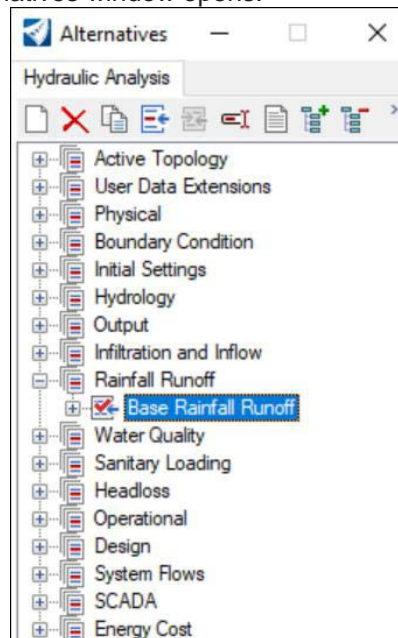 Alternatives
Hydraulic Analysis
Active Topology
User Data Extensions
Physical
Boundary Condition
Initial Settings
Hydrology
Output
Infiltration and Inflow
Rainfall Runoff
Base Rainfall Runoff
Water Quality
Sanitary Loading
Headloss
Operational
Design
System Flows
SCADA
Energy Cost